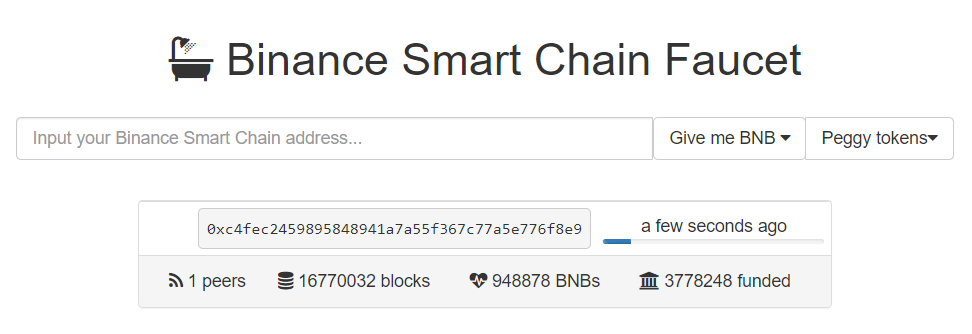 Binance Smart Chain Faucet
Input your Binance Smart Chain address... Give me BNB Peggy tokens
0xc4fec2459895848941a7a55f367c77a5e776f8e9 a few seconds ago
1 peers 16770032 blocks 948878 BNBs 3778248 funded